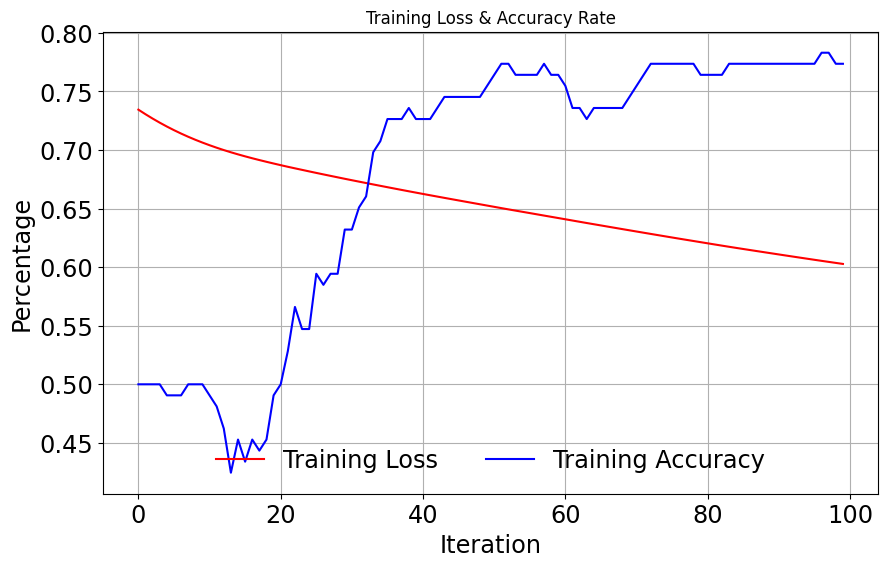 Training Loss & Accuracy Rate
0.80
0.75
0.70
0.65
0.60
0.55
0.50
0.45
Percentage
Training Loss Training Accuracy
0 20 40 60 80 100
Iteration